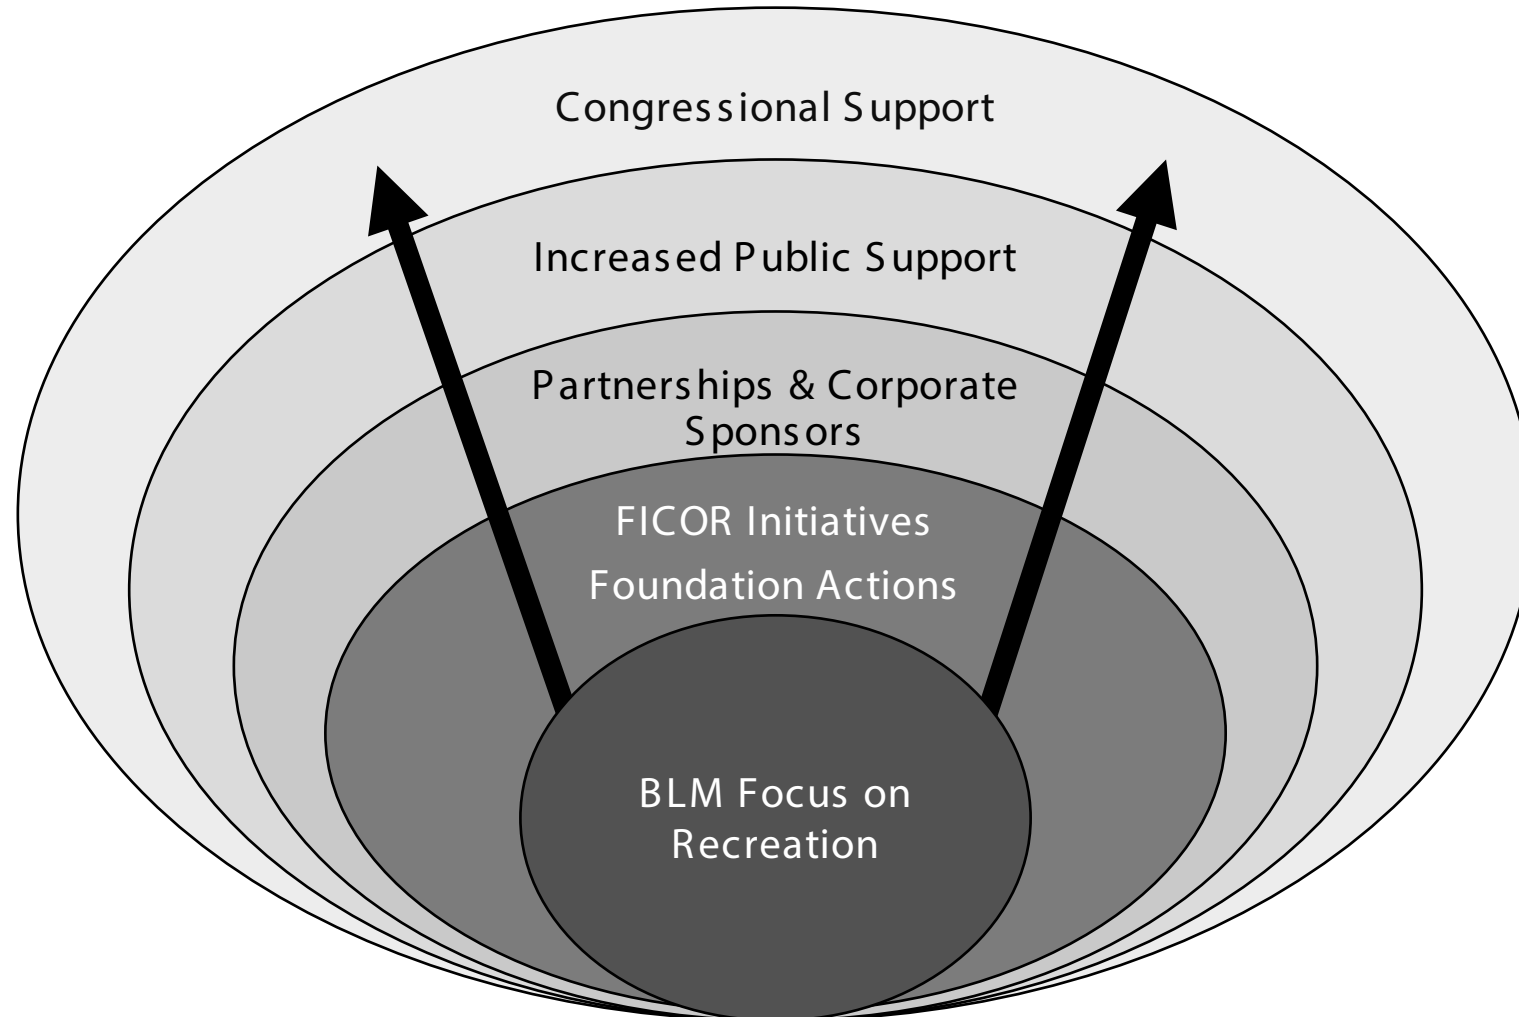 Congressional Support
Increased Public Support
Partnerships & Corporate
Sponsors
FICOR Initiatives
Foundation Actions
BLM Focus on
Recreation